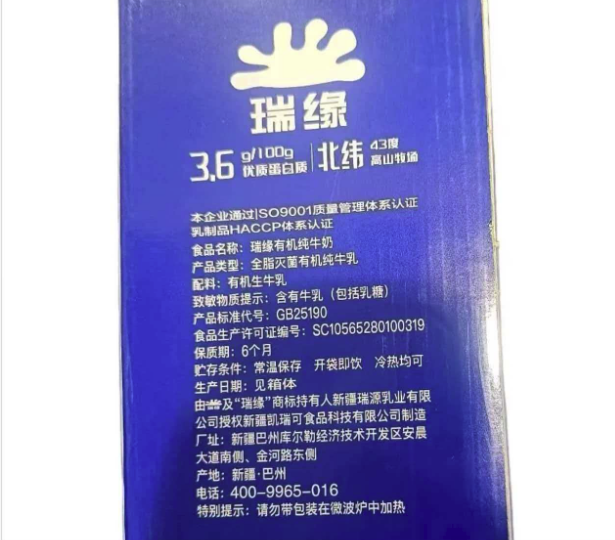 瑞缘
3.6 g/100g 优质蛋白质 | 北纬 43度 高山牧场
本企业通过ISO9001质量管理体系认证
乳制品HACCP体系认证
食品名称：瑞缘有机纯牛奶
产品类型：全脂灭菌有机纯牛乳
配料：有机生牛乳
致敏物质提示：含有牛乳（包括乳糖）
产品标准代号：GB25190
食品生产许可证编号：SC10565280100319
保质期：6个月
贮存条件：常温保存 开袋即饮 冷热均可
生产日期：见箱体
由及“瑞缘”商标持有人新疆瑞源乳业有限
公司授权新疆凯瑞可食品科技有限公司制造
厂址：新疆巴州库尔勒经济技术开发区安晨
大道南侧、金河路东侧
产地：新疆·巴州
电话：400-9965-016
特别提示：请勿带包装在微波炉中加热